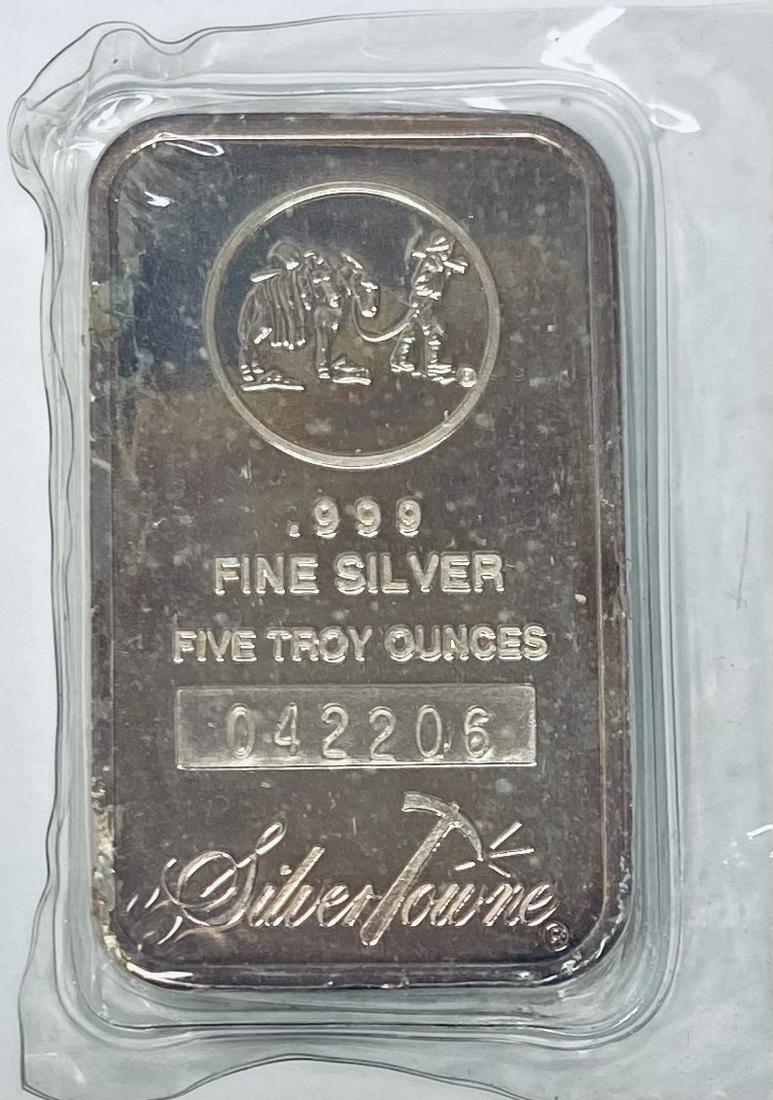 .999
FINE SILVER
FIVE TROY OUNCES
042206
SilverTowne®